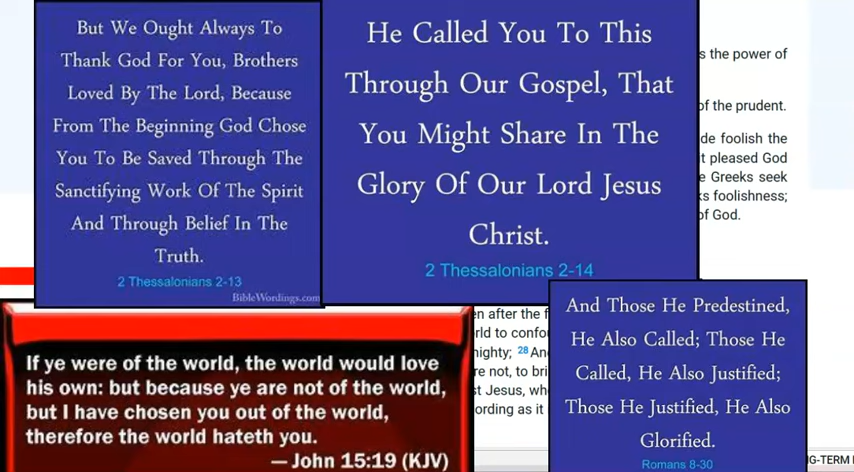 But We Ought Always To
Thank God For You, Brothers
Loved By The Lord, Because
From The Beginning God Chose
You To Be Saved Through The
Sanctifying Work Of The Spirit
And Through Belief In The
Truth.
2 Thessalonians 2-13
BibleWordings.com
He Called You To This
Through Our Gospel, That
You Might Share In The
Glory Of Our Lord Jesus
Christ.
2 Thessalonians 2-14
s the power of
of the prudent.
de foolish the
t pleased God
e Greeks seek
ks foolishness;
of God.
en after the f
rld to confo
mighty; 28 An
re not, to bri
st Jesus, wh
ording as it
If ye were of the world, the world would love
his own: but because ye are not of the world,
but I have chosen you out of the world,
therefore the world hateth you.
— John 15:19 (KJV)
And Those He Predestined,
He Also Called; Those He
Called, He Also Justified;
Those He Justified, He Also
Glorified.
Romans 8-30
G-TERM